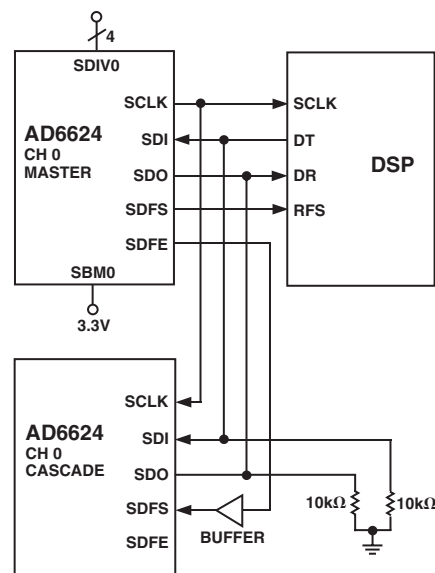 4
SDIV0
AD6624
CH 0
MASTER
SCLK
SDI
SDO
SDFS
SDFE
SBM0
3.3V
SCLK
DT
DR
RFS
DSP
AD6624
CH 0
CASCADE
SCLK
SDI
SDO
SDFS
SDFE
BUFFER
10kΩ
10kΩ